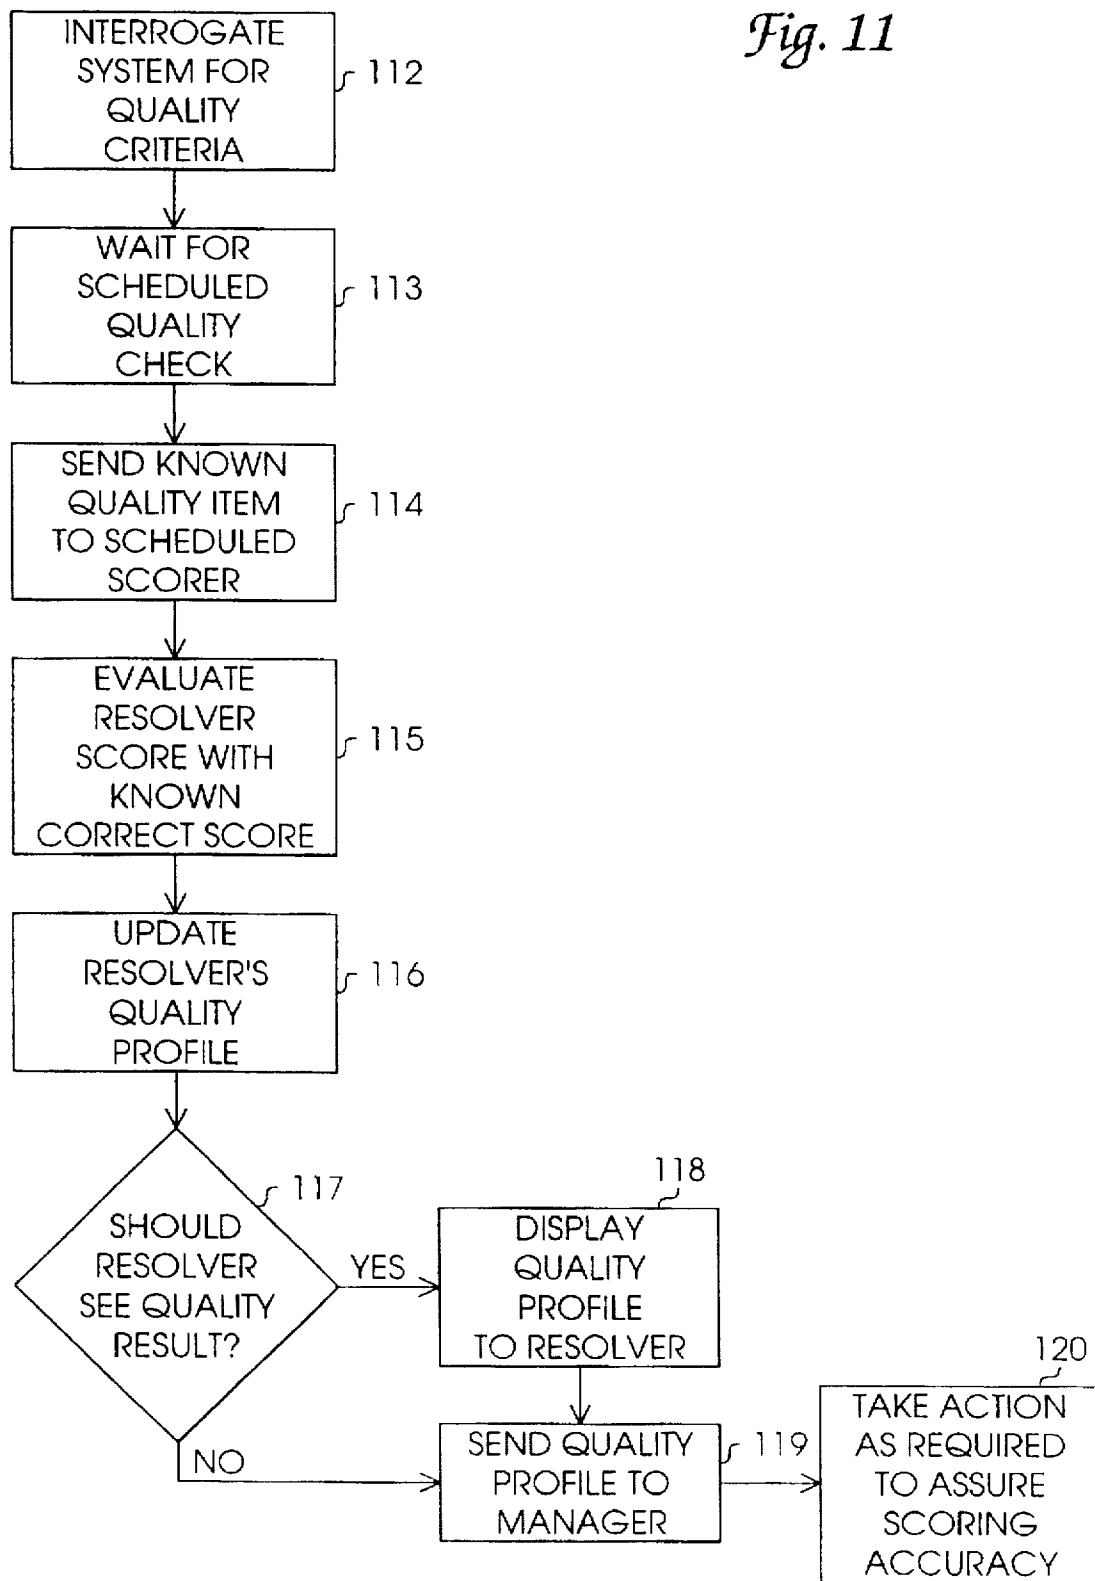 Fig. 11
INTERROGATE
SYSTEM FOR
QUALITY
CRITERIA
112
WAIT FOR
SCHEDULED
QUALITY
CHECK
113
SEND KNOWN
QUALITY ITEM
TO SCHEDULED
SCORER
114
EVALUATE
RESOLVER
SCORE WITH
KNOWN
CORRECT SCORE
115
UPDATE
RESOLVER'S
QUALITY
PROFILE
116
SHOULD
RESOLVER
SEE QUALITY
RESULT?
117
YES
NO
DISPLAY
QUALITY
PROFILE
TO RESOLVER
118
SEND QUALITY
PROFILE TO
MANAGER
119
TAKE ACTION
AS REQUIRED
TO ASSURE
SCORING
ACCURACY
120